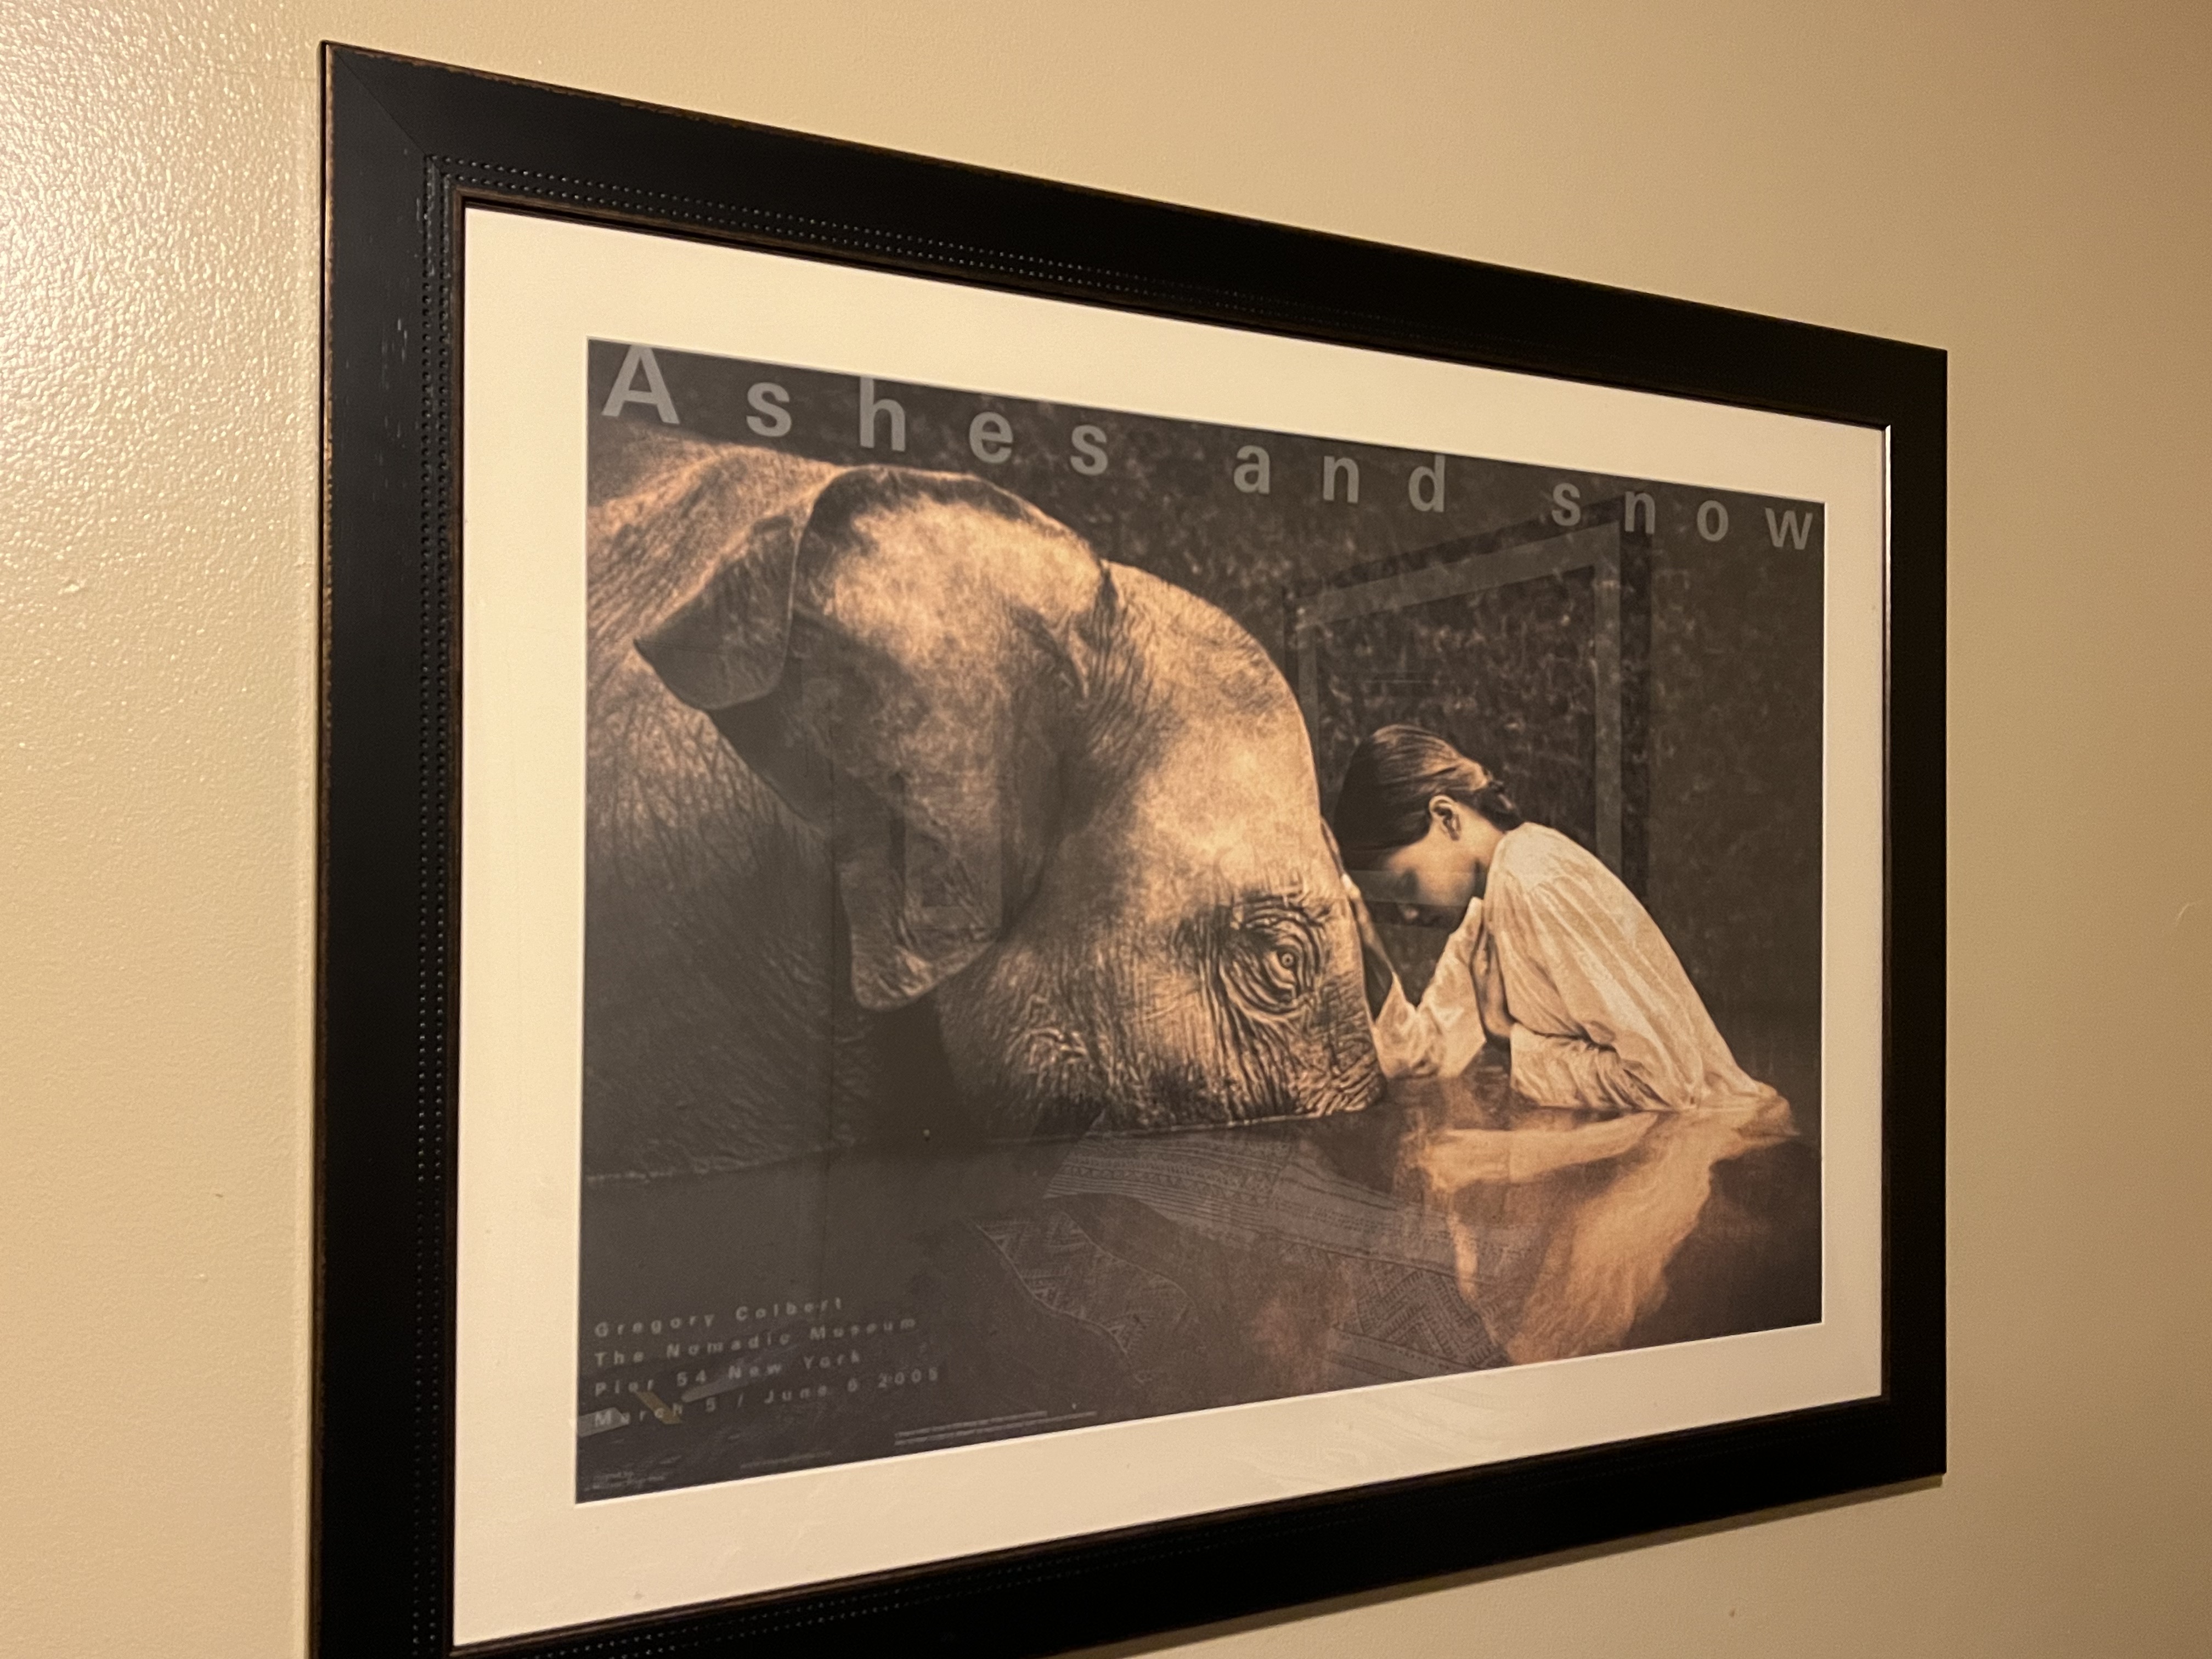 Ashes and snow
Gregory Colbert
The Nomadic Museum
Pier 54 New York
March 5 / June 6 2005